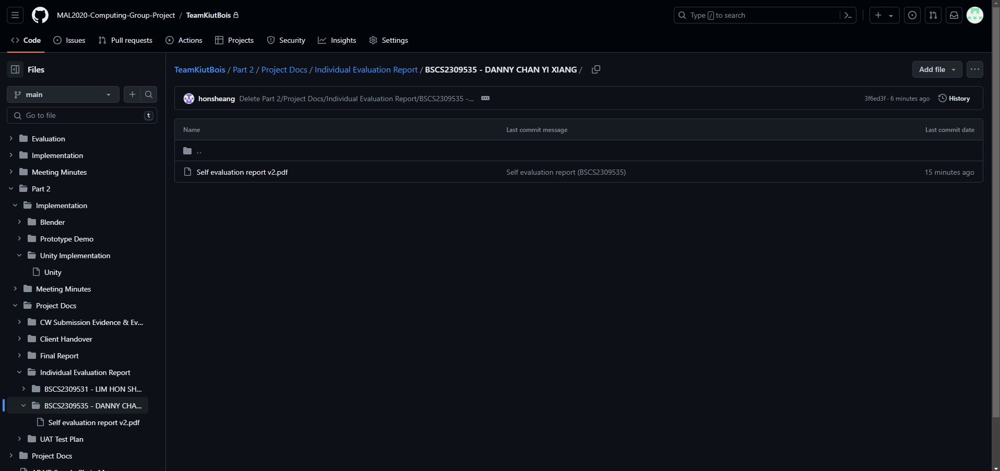 MAL2020-Computing-Group-Project / TeamKiutBois
Type / to search
Code Issues Pull requests Actions Projects Security Insights Settings
Files
main
Go to file
t
Evaluation
Implementation
Meeting Minutes
Part 2
Implementation
Blender
Prototype Demo
Unity Implementation
Unity
Meeting Minutes
Project Docs
CW Submission Evidence & Ev...
Client Handover
Final Report
Individual Evaluation Report
BSCS2309531 - LIM HON SH...
BSCS2309535 - DANNY CHA...
Self evaluation report v2.pdf
UAT Test Plan
Project Docs
TeamKiutBois / Part 2 / Project Docs / Individual Evaluation Report / BSCS2309535 - DANNY CHAN YI XIANG /
Add file
honsheang Delete Part 2/Project Docs/Individual Evaluation Report/BSCS2309535 -...
3f6ed3f · 6 minutes ago History
Name Last commit message Last commit date
..
Self evaluation report v2.pdf Self evaluation report (BSCS2309535) 15 minutes ago